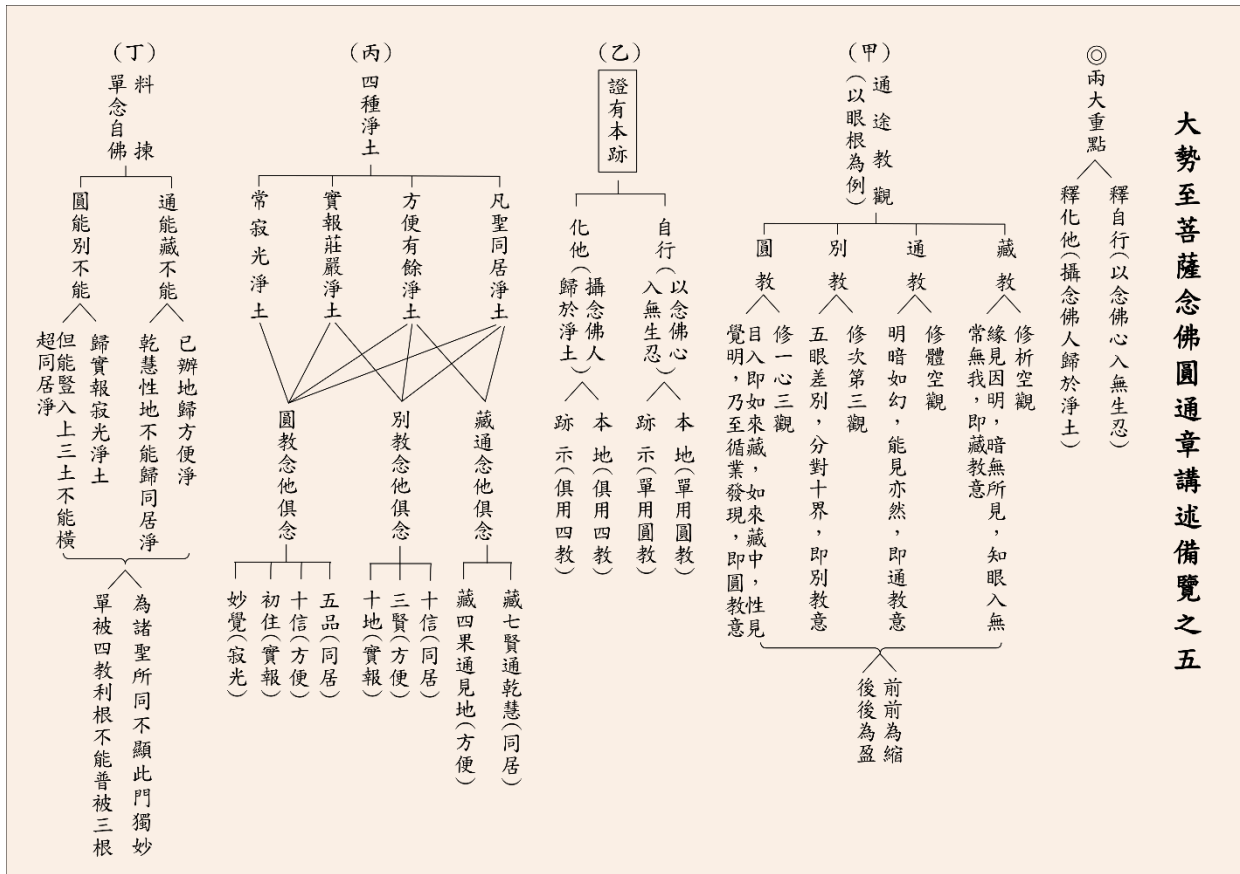 大勢至菩薩念佛圓通章講述備覽之五
◎兩大重點
釋自行（以念佛心入無生忍）
釋化他（攝念佛人歸於淨土）
（甲）
通途教觀
（以眼根為例）
藏教
修析空觀
緣見因明，暗無所見，知眼入無
常無我，即藏教意
通教
修體空觀
明暗如幻，能見亦然，即通教意
別教
修次第三觀
五眼差別，分對十界，即別教意
圓教
修一心三觀
目入即如來藏，如來藏中，性見
覺明，乃至循業發現，即圓教意
前前為縮
後後為盈
（乙）
證有本跡
自行（以念佛心
入無生忍）
本地（單用圓教）
跡示（單用圓教）
化他（攝念佛人
歸於淨土）
本地（俱用四教）
跡示（俱用四教）
（丙）
四種淨土
凡聖同居淨土
方便有餘淨土
實報莊嚴淨土
常寂光淨土
藏通念他俱念
藏七賢通乾慧（同居）
藏四果通見地（方便）
別教念他俱念
十信（同居）
三賢（方便）
十地（實報）
圓教念他俱念
五品（同居）
十信（方便）
初住（實報）
妙覺（寂光）
（丁）
料揀
單念自佛
通能藏不能
已辦地歸方便淨
乾慧性地不能歸同居淨
圓能別不能
歸實報寂光淨土
但能豎入上三土不能橫
超同居淨
為諸聖所同不顯此門獨妙
單被四教利根不能普被三根